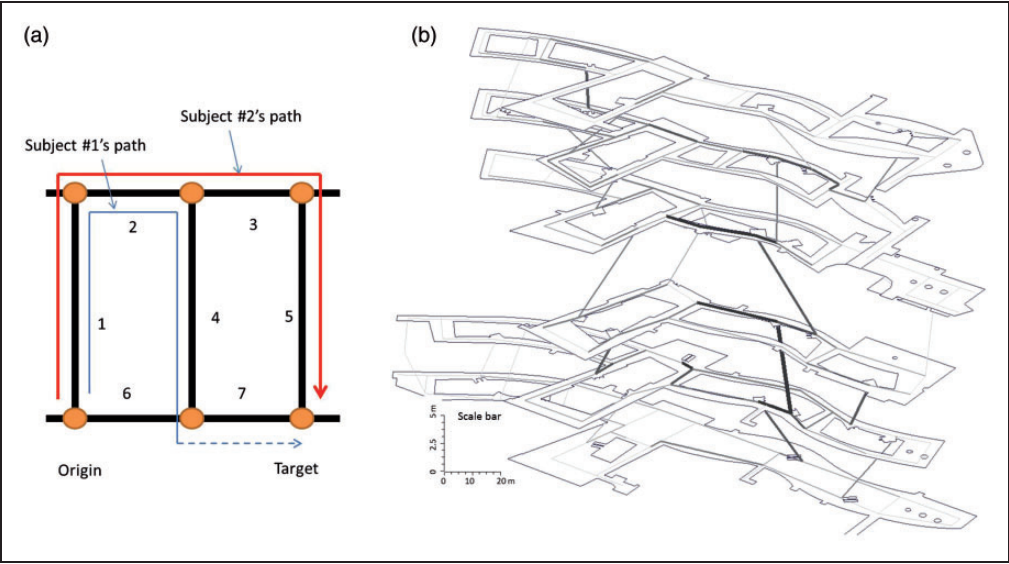 (a)
Subject #2's path
Subject #1's path
2
3
1
4
5
6
7
Origin
Target
(b)
5 m
2.5
0
Scale bar
0
10
20 m